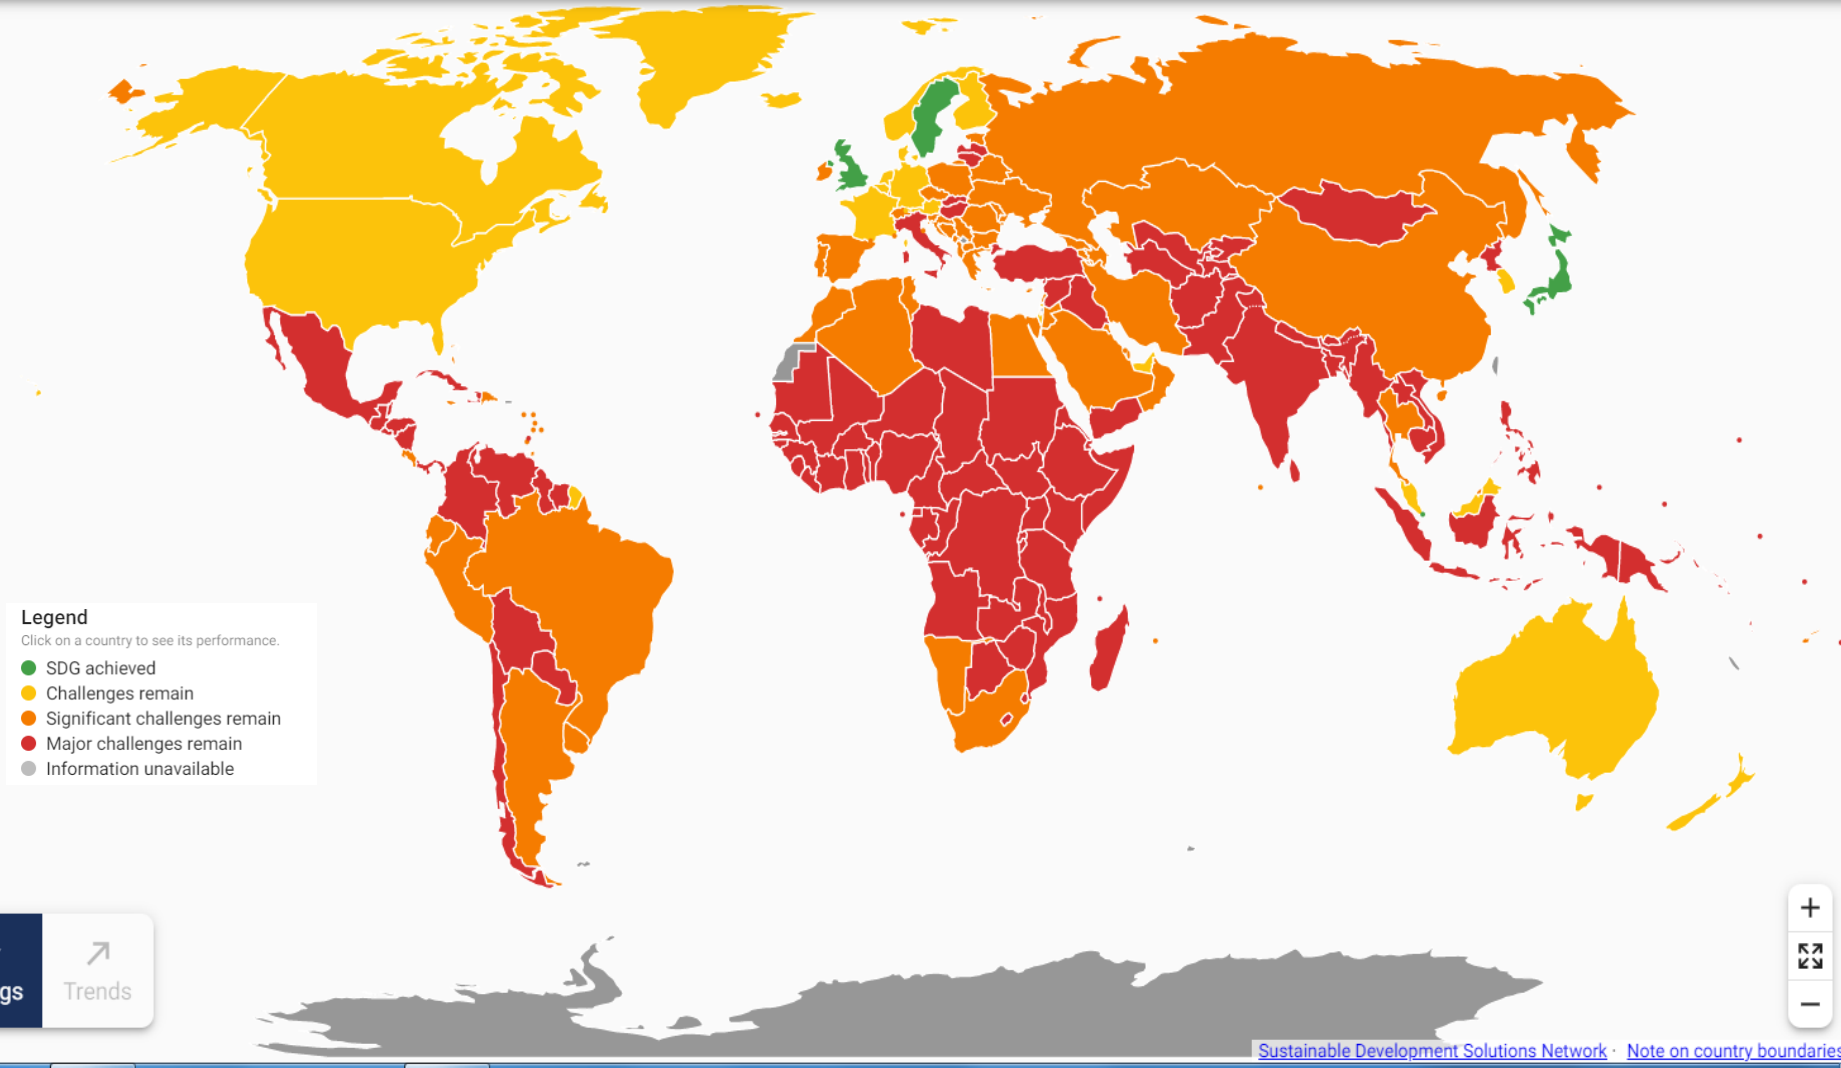 Legend
Click on a country to see its performance.
SDG achieved
Challenges remain
Significant challenges remain
Major challenges remain
Information unavailable
gs
Trends
Sustainable Development Solutions Network · Note on country boundaries